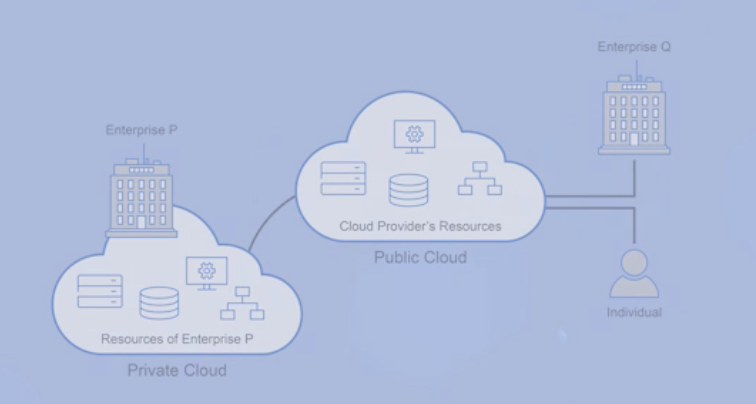 Enterprise Q
Enterprise P
Cloud Provider's Resources
Public Cloud
Individual
Resources of Enterprise P
Private Cloud